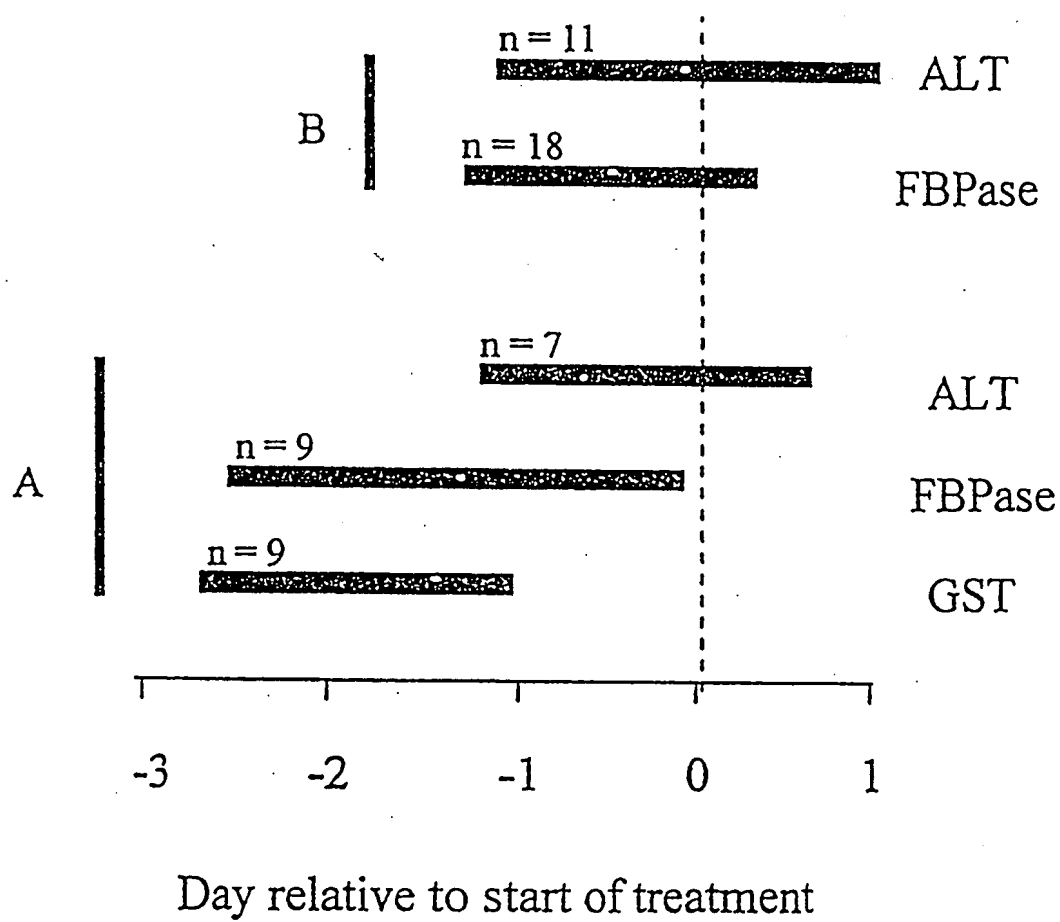 n = 11
ALT
B
n = 18
FBPase
n = 7
ALT
n = 9
A
FBPase
n = 9
GST
-3 -2 -1 0 1
Day relative to start of treatment